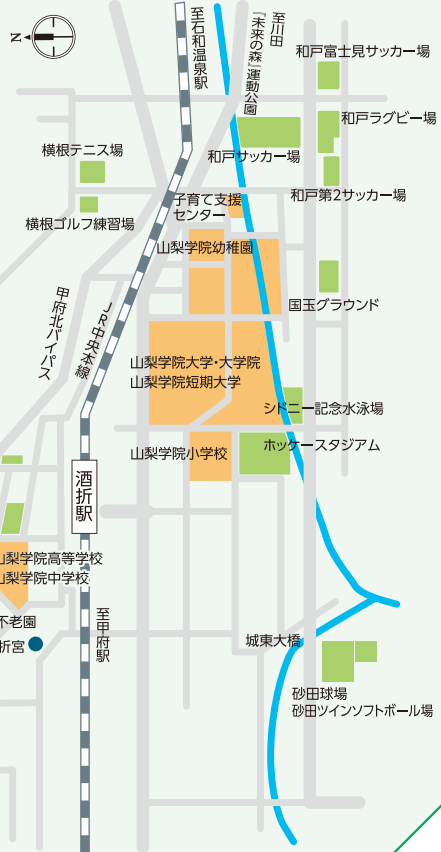 N
至石和温泉駅
至川田
『未来の森』運動公園
和戸富士見サッカー場
和戸ラグビー場
横根テニス場
和戸サッカー場
子育て支援
センター
和戸第2サッカー場
横根ゴルフ練習場
山梨学院幼稚園
甲府北バイパス
JR中央本線
国玉グラウンド
山梨学院大学・大学院
山梨学院短期大学
シドニー記念水泳場
山梨学院小学校
ホッケースタジアム
酒折駅
山梨学院高等学校
山梨学院中学校
不老園
折宮
至甲府駅
城東大橋
砂田球場
砂田ツインソフトボール場